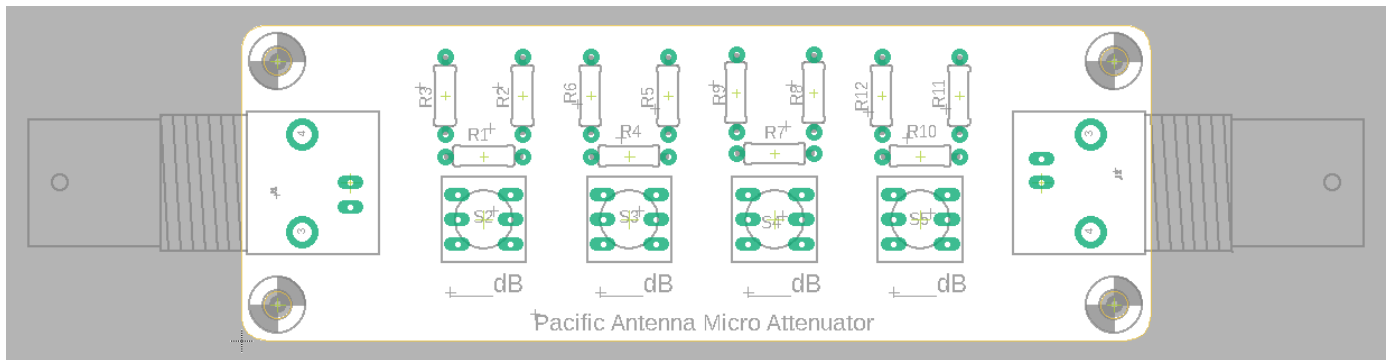 R3 R2 R6 R5 R9 R8 R12 R11
R1 R4 R7 R10
4 3
3 4
S2 S3 S4 S5
dB dB dB dB
Pacific Antenna Micro Attenuator